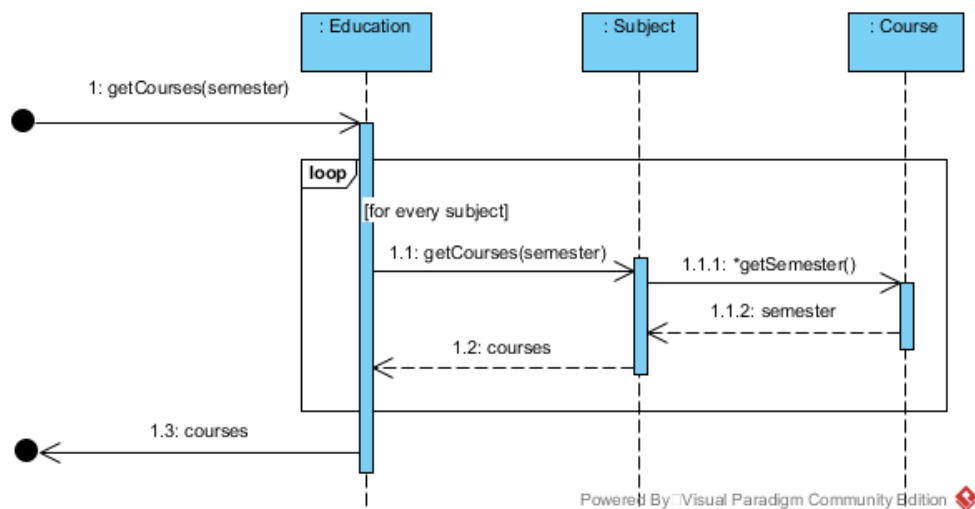 : Education
: Subject
: Course
1: getCourses(semester)
loop
[for every subject]
1.1: getCourses(semester)
1.1.1: *getSemester()
1.1.2: semester
1.2: courses
1.3: courses
Powered By Visual Paradigm Community Edition